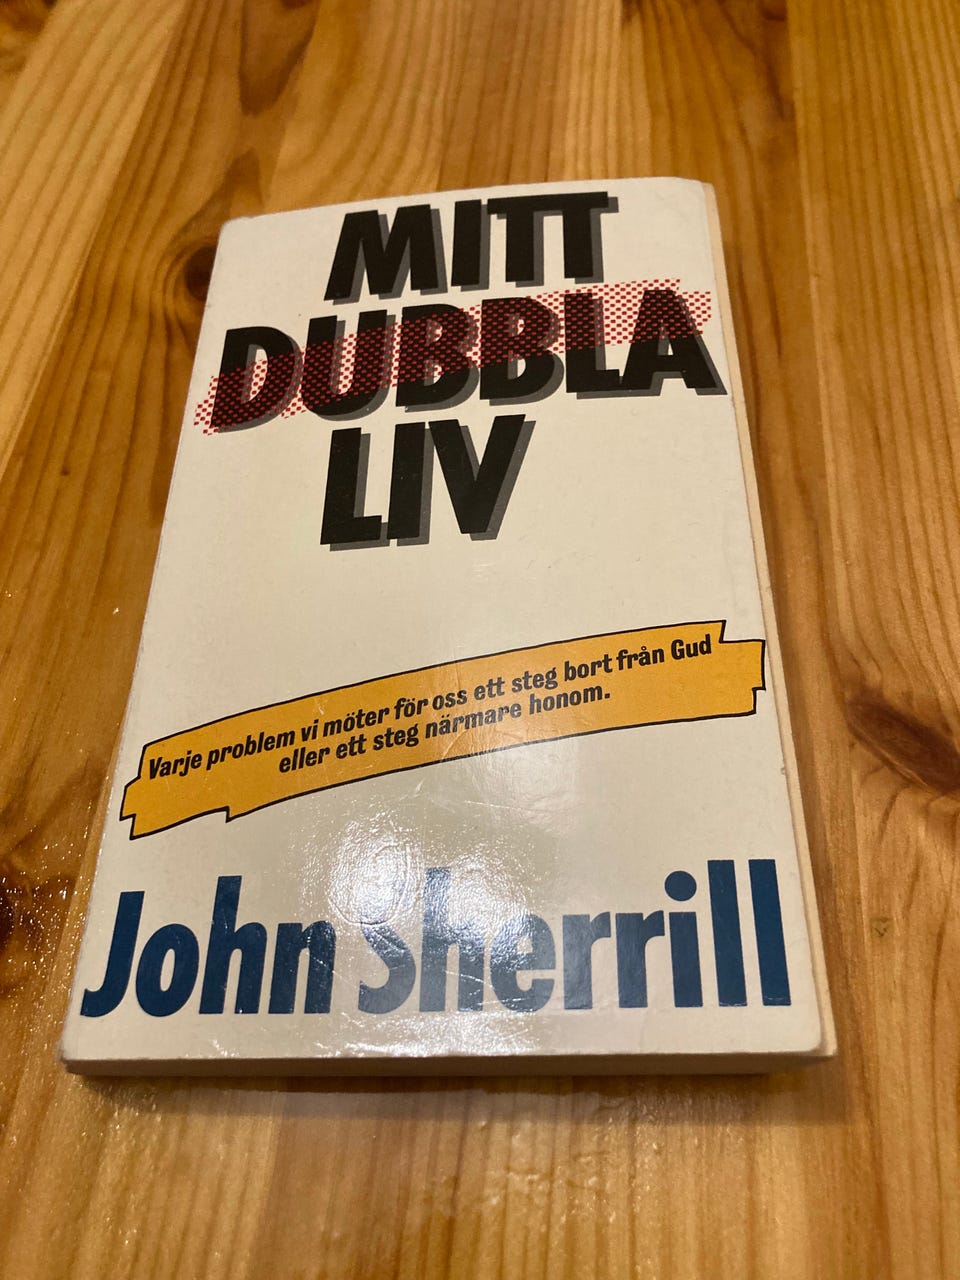 MITT
DUBBLA
LIV
Varje problem vi möter för oss ett steg bort från Gud
eller ett steg närmare honom.
John Sherrill